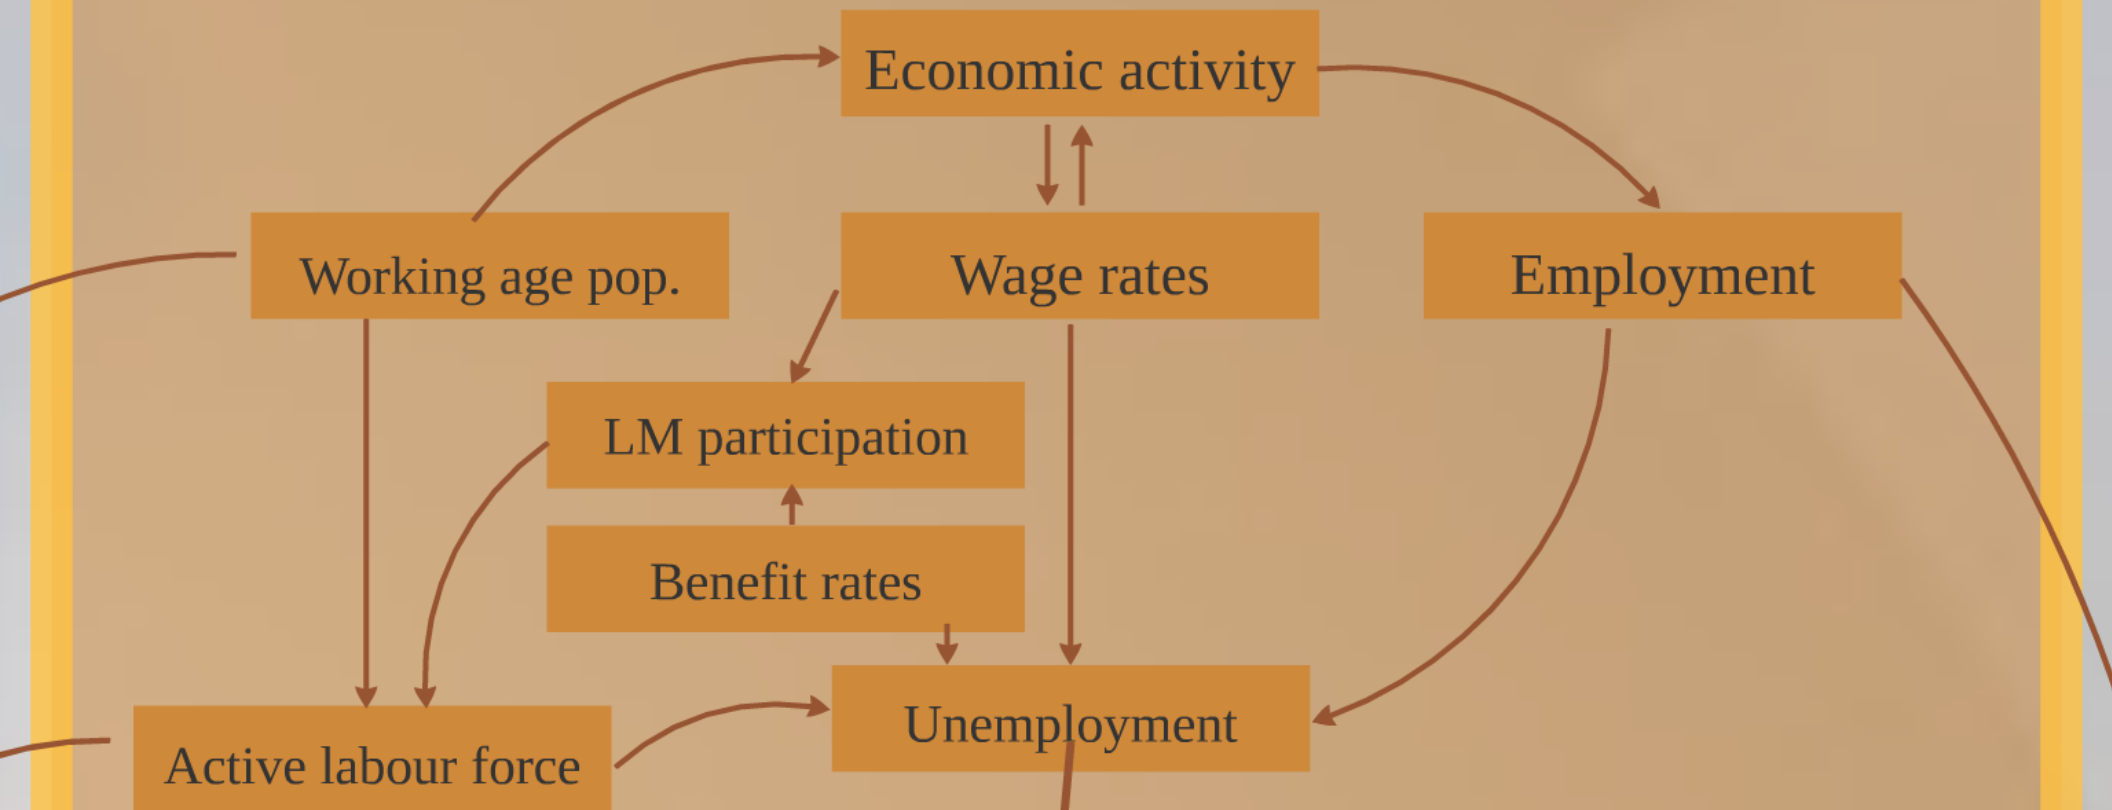 Economic activity
Working age pop.
Wage rates
Employment
LM participation
Benefit rates
Unemployment
Active labour force